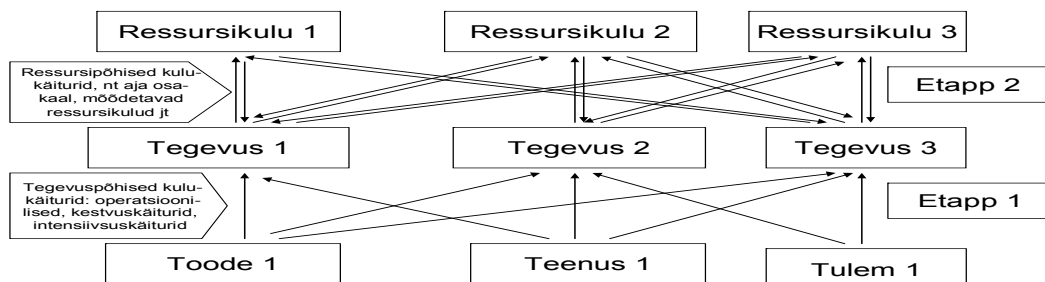 Ressursikulu 1
Ressursikulu 2
Ressursikulu 3
Ressursipõhised kulu-
käiturid, nt aja osa-
kaal, mõõdetavad
ressursikulud jt
Etapp 2
Tegevus 1
Tegevus 2
Tegevus 3
Tegevuspõhised kulu-
käiturid: operatsiooni-
lised, kestvuskäiturid,
intensiivsuskäiturid
Etapp 1
Toode 1
Teenus 1
Tulem 1